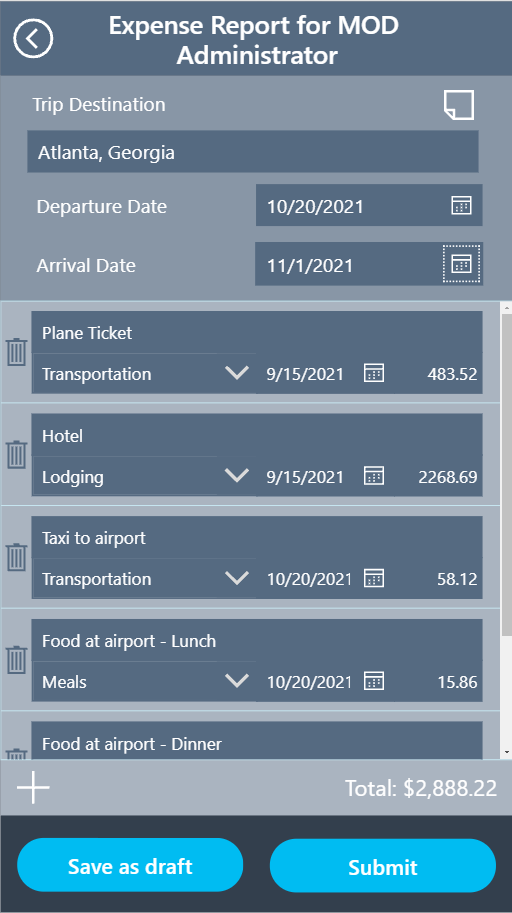 Expense Report for MOD
Administrator
Trip Destination
Atlanta, Georgia
Departure Date 10/20/2021
Arrival Date 11/1/2021
Plane Ticket
Transportation 9/15/2021 483.52
Hotel
Lodging 9/15/2021 2268.69
Taxi to airport
Transportation 10/20/2021 58.12
Food at airport - Lunch
Meals 10/20/2021 15.86
Food at airport - Dinner
Total: $2,888.22
Save as draft Submit